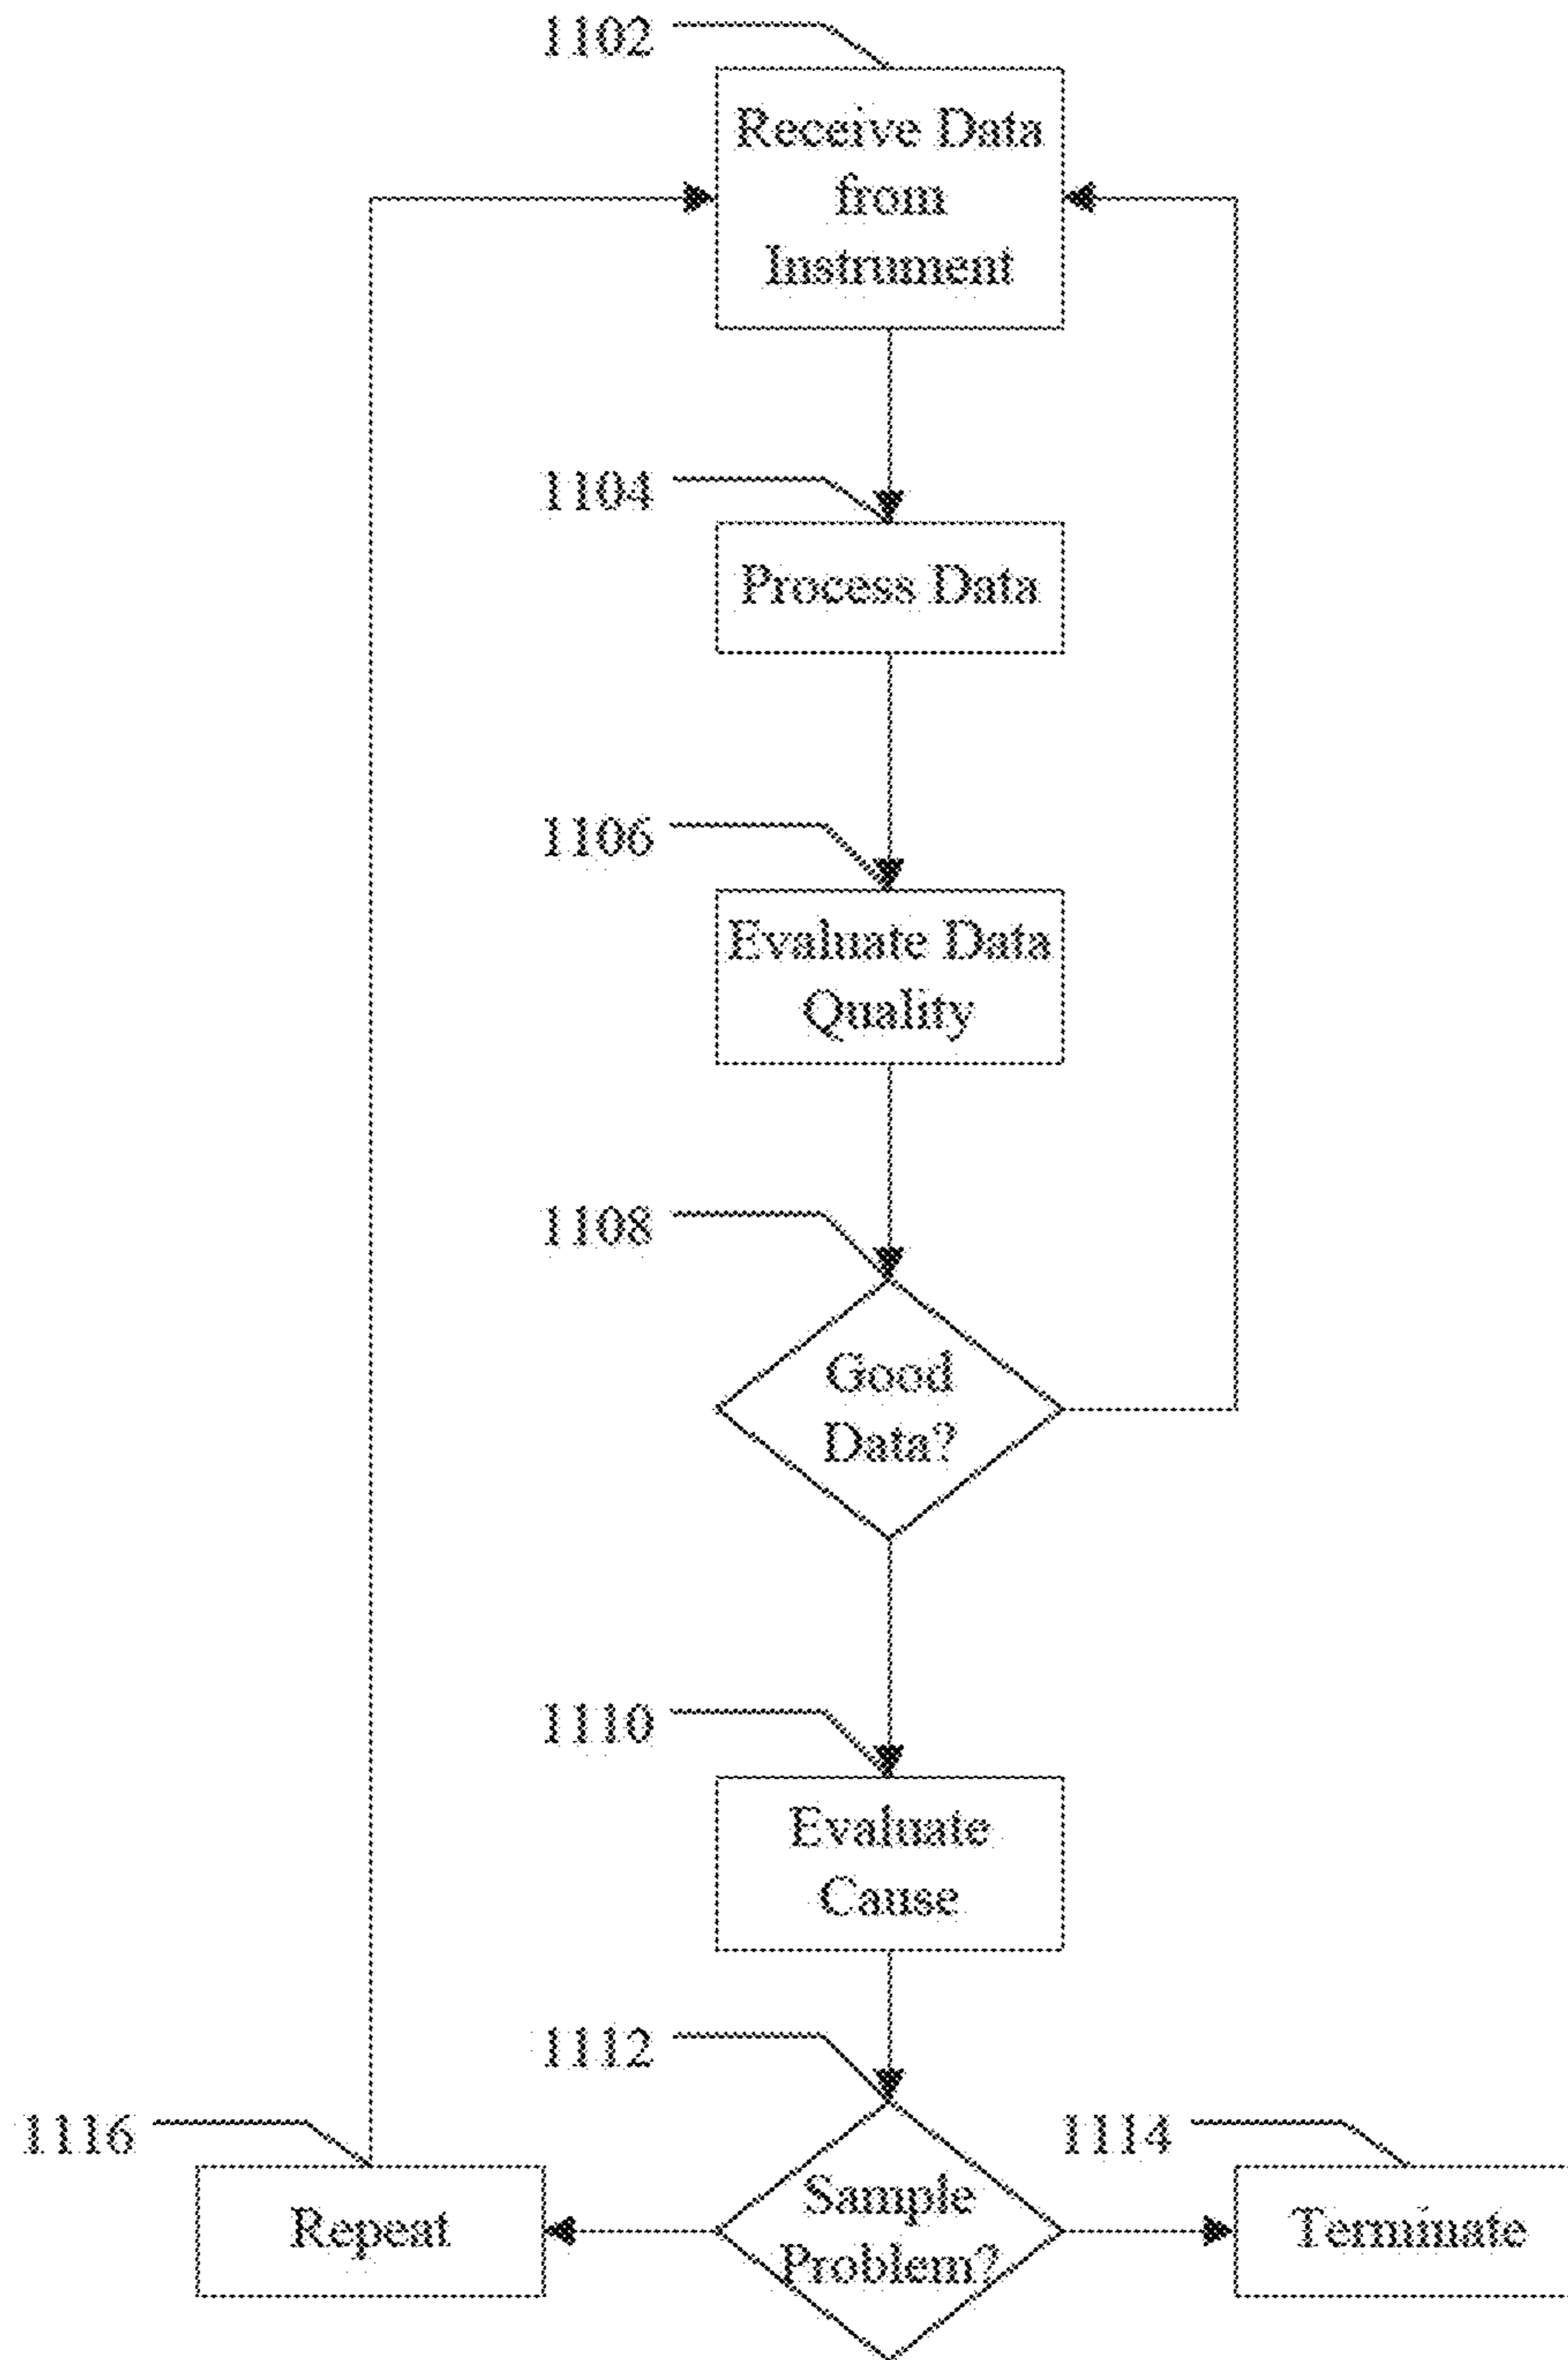 1102
Receive Data
from
Instrument
1104
Process Data
1106
Evaluate Data
Quality
1108
Good
Data?
1110
Evaluate
Cause
1112
1116
1114
Sample
Problem?
Repeat
Terminate